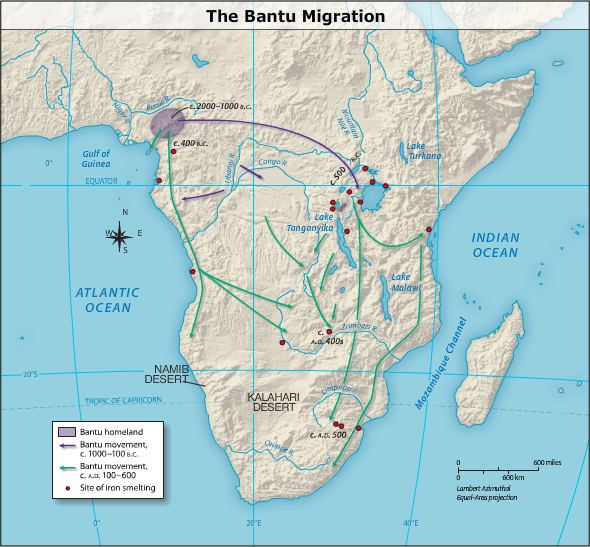 The Bantu Migration
Niger R.
Benue R.
c. 2000–1000 B.C.
c. 400 B.C.
Mountain
Nile R.
Lake
Turkana
Gulf of
Guinea
0°
EQUATOR
Ubangi R.
Congo R.
c. 500 B.C.
N
W E
S
Lake
Tanganyika
INDIAN
OCEAN
ATLANTIC
OCEAN
Lake
Malawi
c.
A.D. 400s
Zambezi R.
Mozambique Channel
NAMIB
DESERT
20°S
KALAHARI
DESERT
Limpopo R.
TROPIC OF CAPRICORN
c. A.D. 500
Orange R.
Bantu homeland
Bantu movement,
c. 1000–100 B.C.
Bantu movement,
c. A.D. 100–600
Site of iron smelting
0 600 miles
0 600 km
Lambert Azimuthal
Equal-Area projection
0°
20°E
40°E